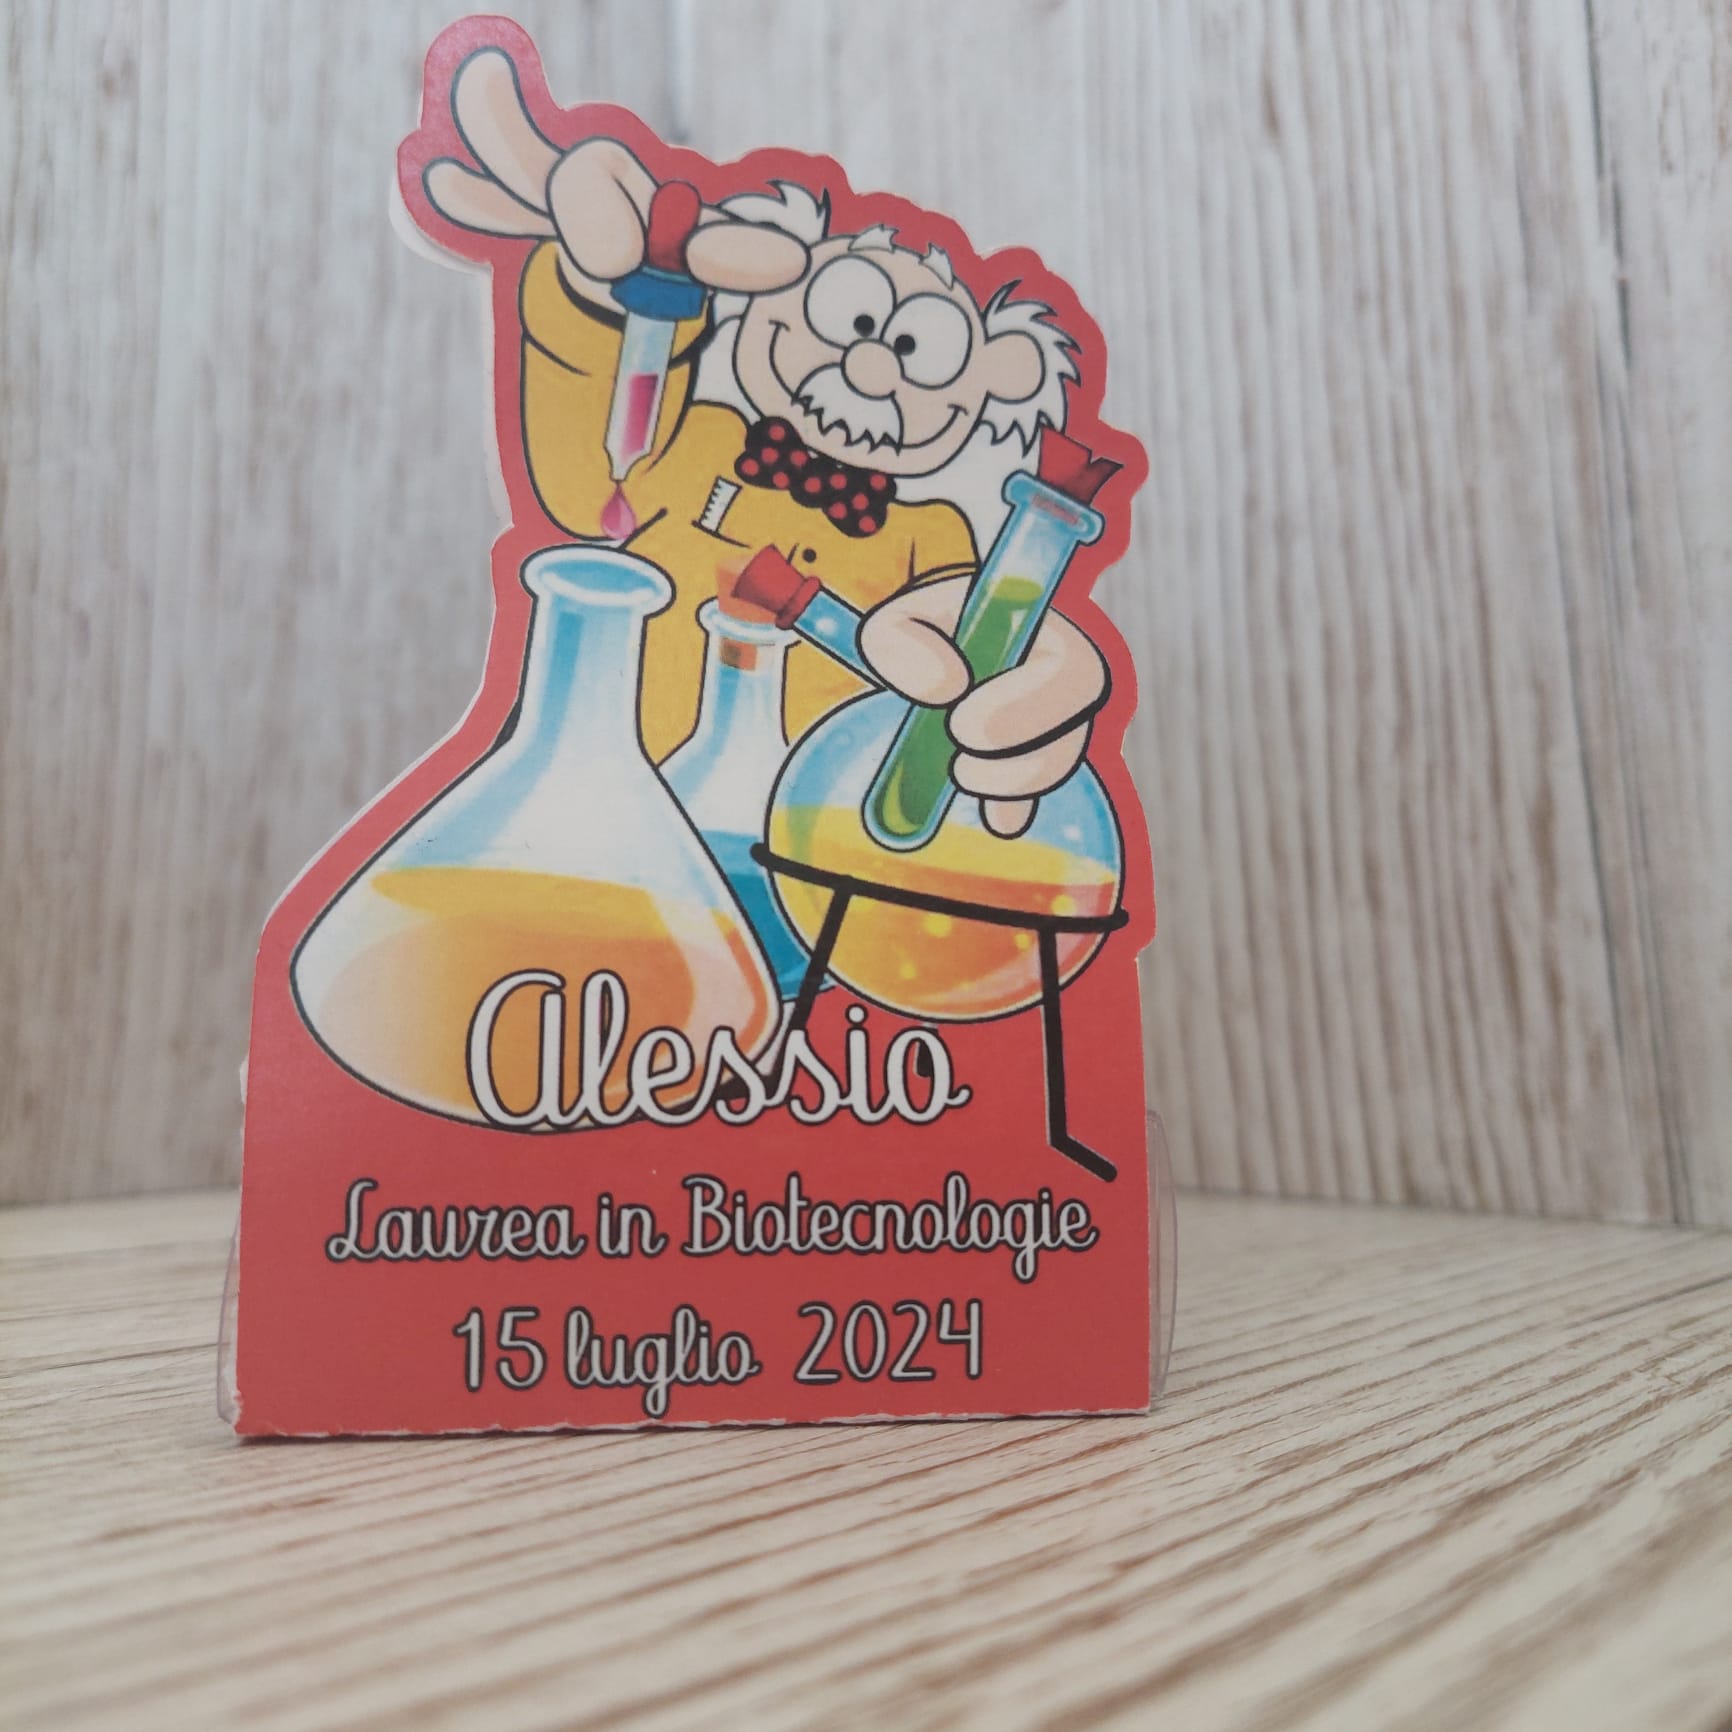 Alessio
Laurea in Biotecnologie
15 luglio 2024